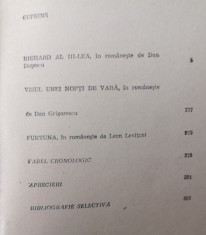 CUPRINS
RICHARD AL III-LEA, în românește de Dan
VISUL UNEI NOPȚI DE VARĂ, în românește
de Dan Grigorescu
FURTUNA, în românește de Leon Levițchi
TABEL CRONOLOGIC
APRECIERI
BIBLIOGRAFIE SELECTIVĂ